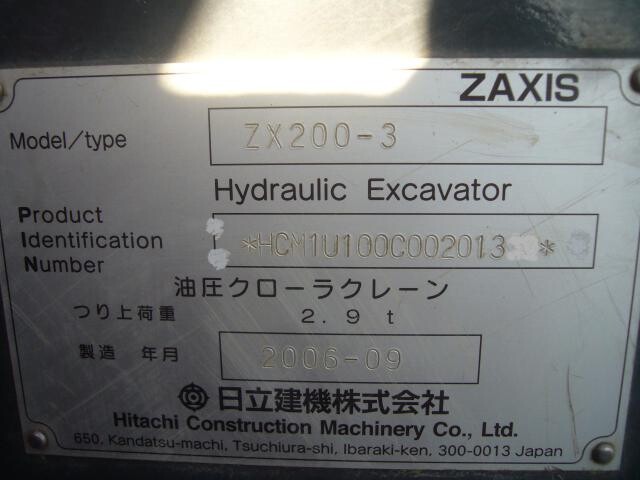 ZAXIS
Model/type ZX200-3
Hydraulic Excavator
Product
Identification *HCM1U100C002013 *
Number
油圧クローラクレーン
つり上荷重 2.9 t
製造 年月 2006-09
日立建機株式会社
Hitachi Construction Machinery Co., Ltd.
650, Kandatsu-machi, Tsuchiura-shi, Ibaraki-ken, 300-0013 Japan